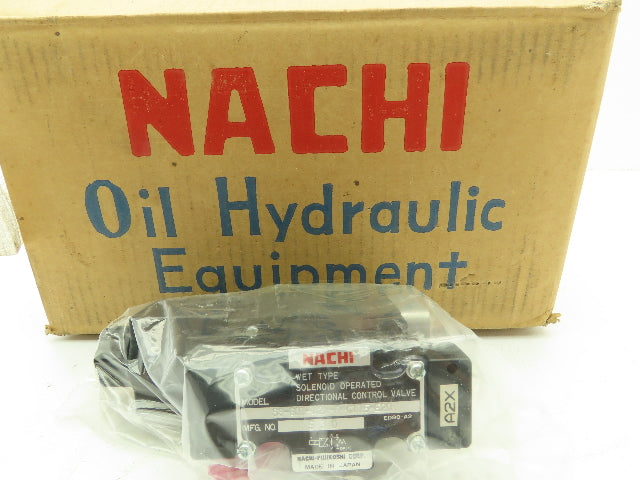 NACHI
Oil Hydraulic
Equipment
NACHI
WET TYPE
SOLENOID OPERATED
DIRECTIONAL CONTROL VALVE
MODEL
MFG. NO
NACHI-FUJIKOSHI CORP.
MADE IN JAPAN
A2X